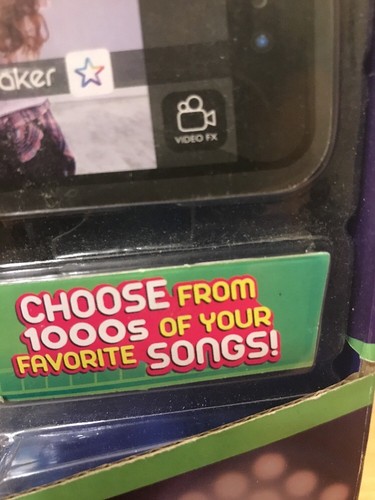 aker
VIDEO FX
CHOOSE FROM
1000s OF YOUR
FAVORITE SONGS!